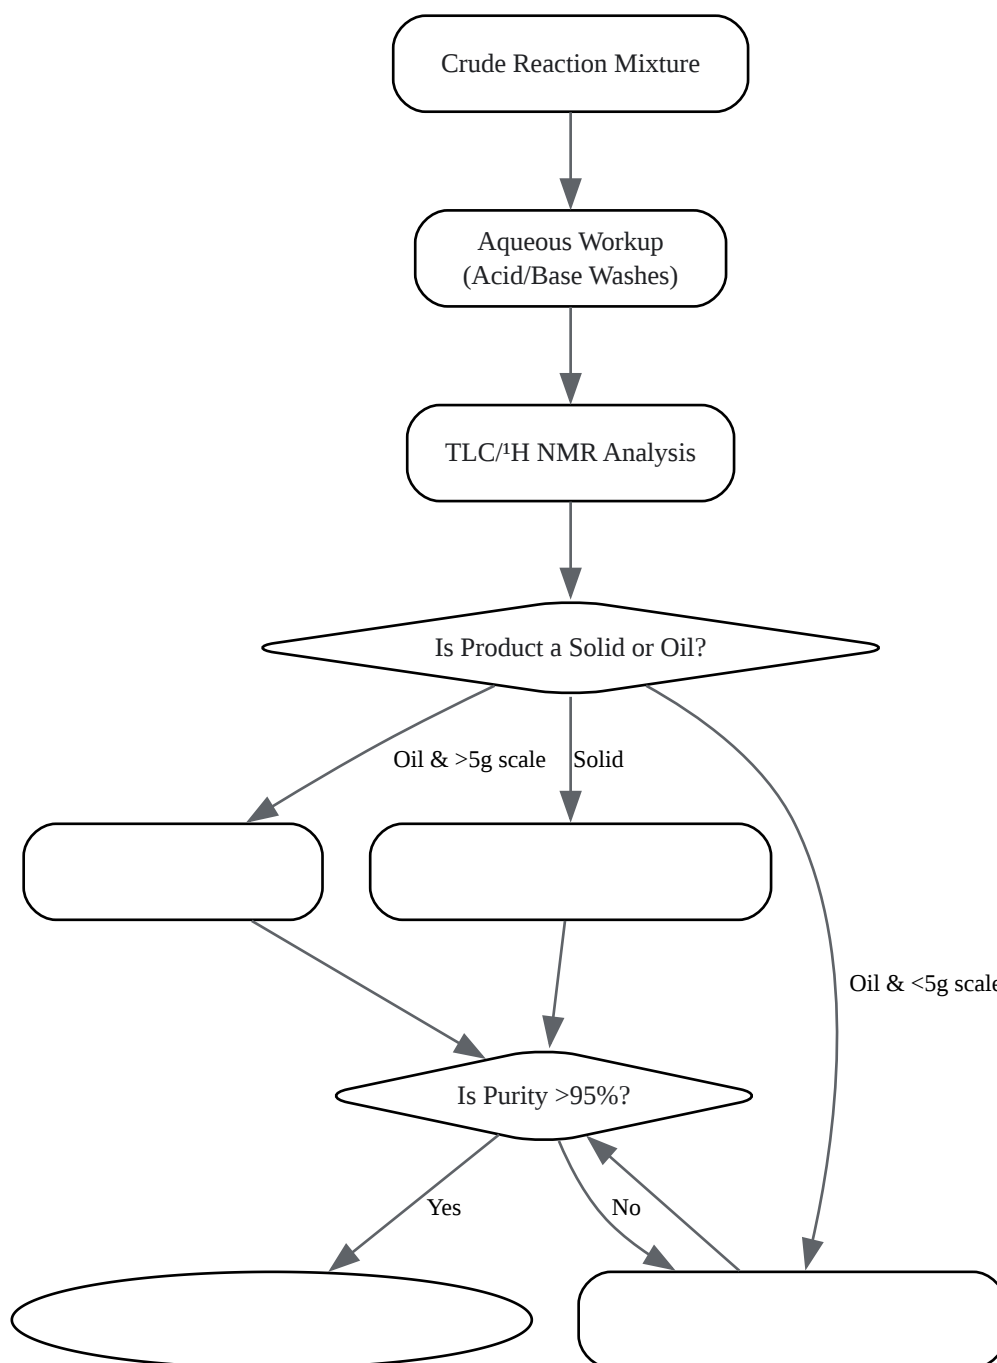 Crude Reaction Mixture
Aqueous Workup
(Acid/Base Washes)
TLC/¹H NMR Analysis
Is Product a Solid or Oil?
Oil & >5g scale
Solid
Oil & <5g scale
Is Purity >95%?
Yes
No